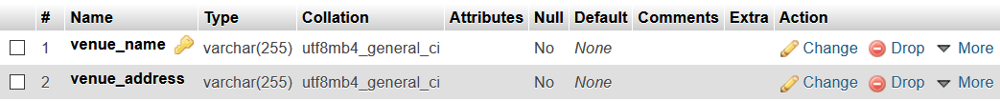 # Name Type Collation Attributes Null Default Comments Extra Action
1 venue_name varchar(255) utf8mb4_general_ci No None Change Drop More
2 venue_address varchar(255) utf8mb4_general_ci No None Change Drop More